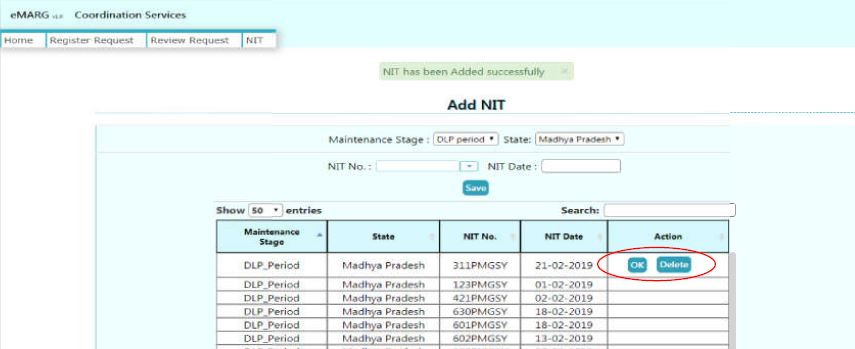 eMARG v1.0 Coordination Services
Home Register Request Review Request NIT
NIT has been Added successfully ×
Add NIT
Maintenance Stage : DLP period State: Madhya Pradesh
NIT No. : NIT Date :
Save
Show 50 entries Search:
Maintenance Stage State NIT No. NIT Date Action
DLP_Period Madhya Pradesh 311PMGSY 21-02-2019 OK Delete
DLP_Period Madhya Pradesh 123PMGSY 01-02-2019
DLP_Period Madhya Pradesh 421PMGSY 02-02-2019
DLP_Period Madhya Pradesh 630PMGSY 18-02-2019
DLP_Period Madhya Pradesh 601PMGSY 18-02-2019
DLP_Period Madhya Pradesh 602PMGSY 13-02-2019